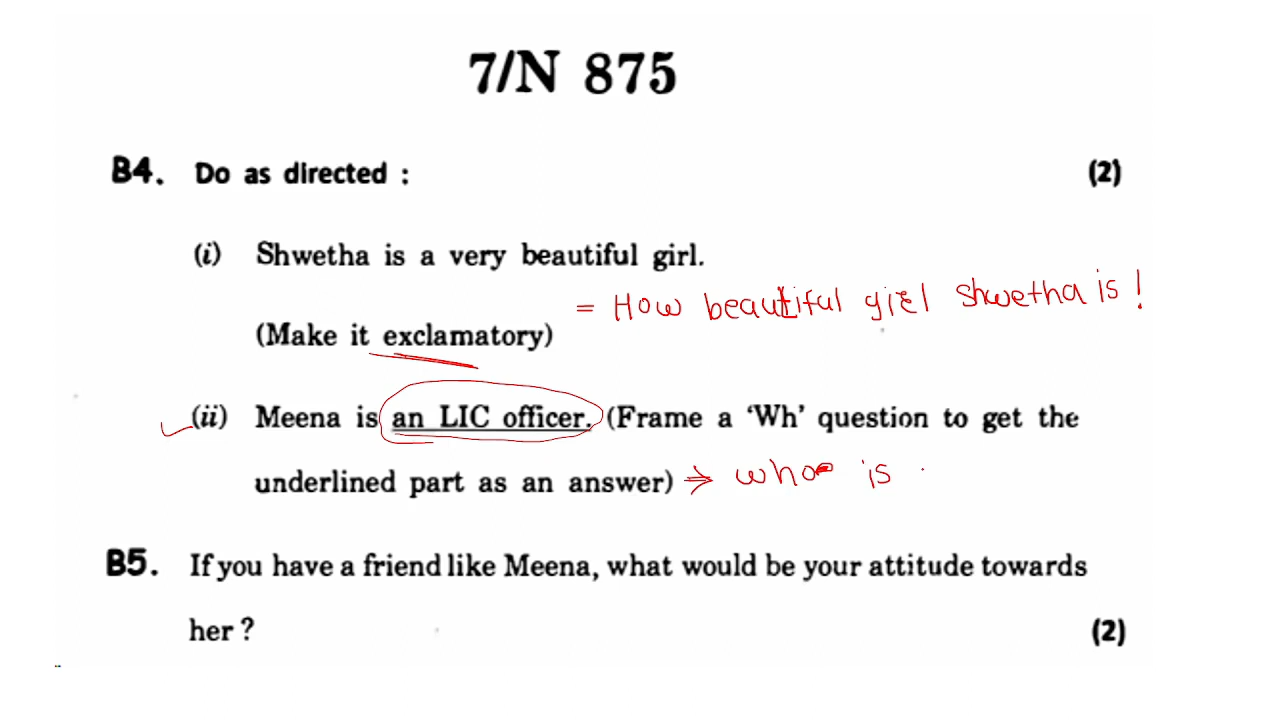 7/N 875
B4. Do as directed : (2)
(i) Shwetha is a very beautiful girl.
= How beautiful girl Shwetha is !
(Make it exclamatory)
(ii) Meena is an LIC officer. (Frame a ‘Wh’ question to get the
underlined part as an answer) ⇒ who is
B5. If you have a friend like Meena, what would be your attitude towards
her ? (2)